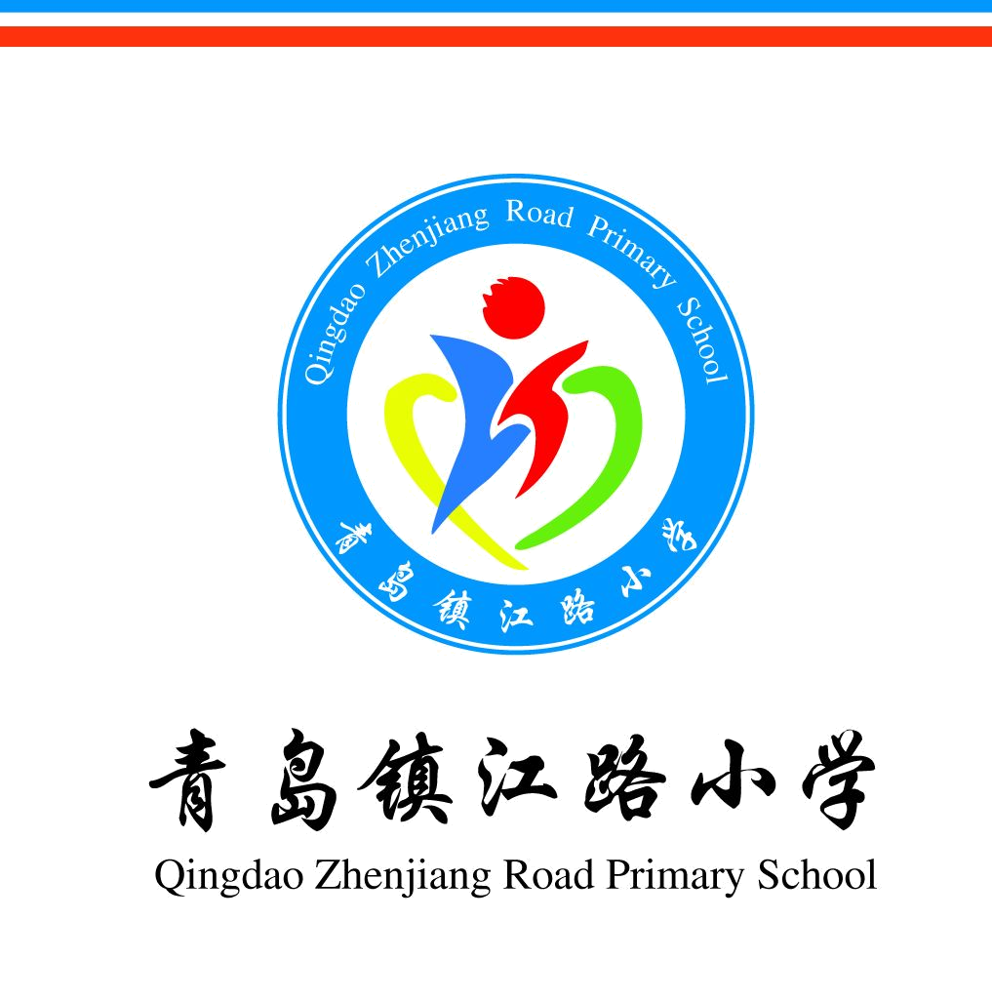 Qingdao Zhenjiang Road Primary School
青岛镇江路小学
青岛镇江路小学
Qingdao Zhenjiang Road Primary School